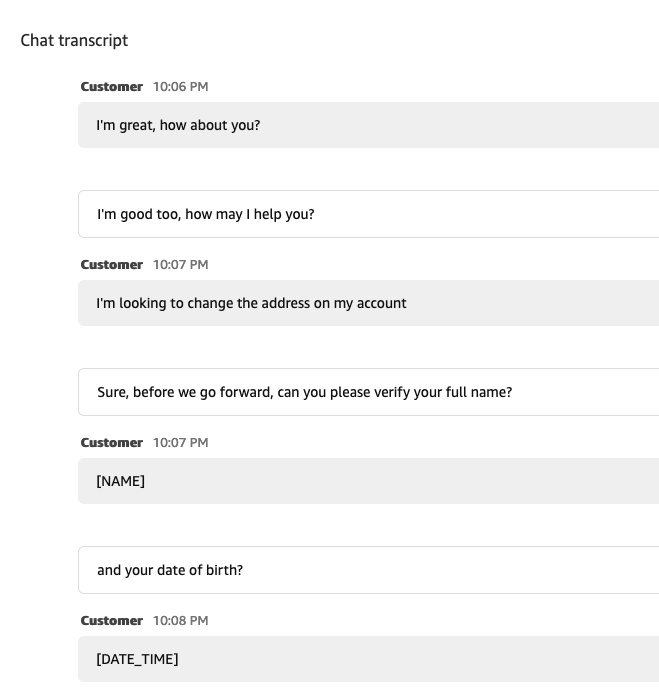 Chat transcript
Customer 10:06 PM
I'm great, how about you?
I'm good too, how may I help you?
Customer 10:07 PM
I'm looking to change the address on my account
Sure, before we go forward, can you please verify your full name?
Customer 10:07 PM
[NAME]
and your date of birth?
Customer 10:08 PM
[DATE_TIME]